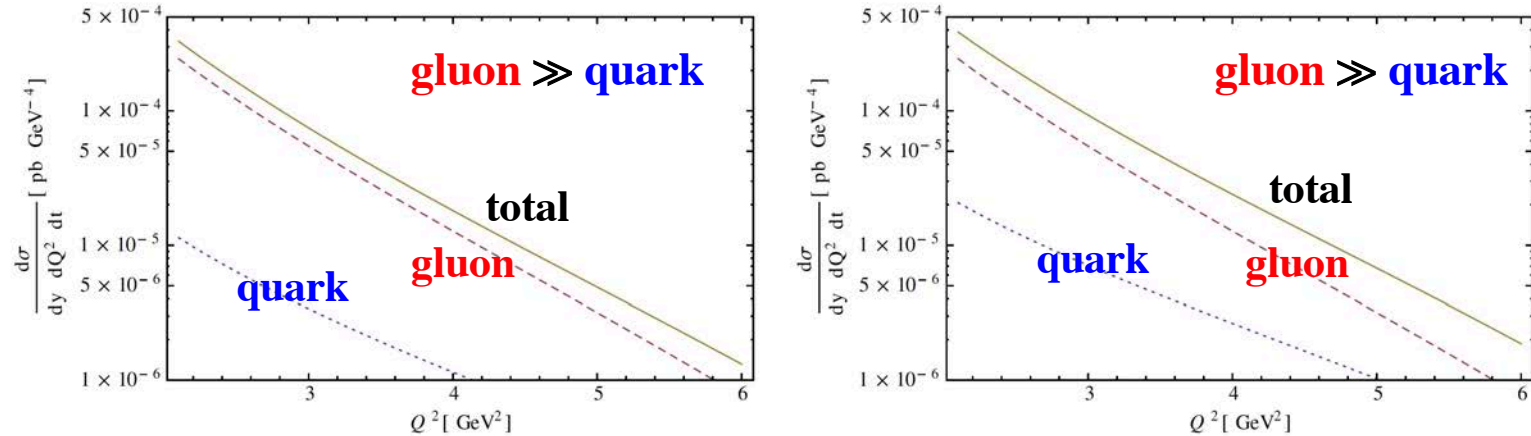 5 × 10⁻⁴
1 × 10⁻⁴
5 × 10⁻⁵
1 × 10⁻⁵
5 × 10⁻⁶
1 × 10⁻⁶
dσ
dy dQ² dt
[ pb GeV⁻⁴]
gluon ≫ quark
total
gluon
quark
3 4 5 6
Q² [ GeV²]
5 × 10⁻⁴
1 × 10⁻⁴
5 × 10⁻⁵
1 × 10⁻⁵
5 × 10⁻⁶
1 × 10⁻⁶
dσ
dy dQ² dt
[ pb GeV⁻⁴]
gluon ≫ quark
total
gluon
quark
3 4 5 6
Q² [ GeV²]